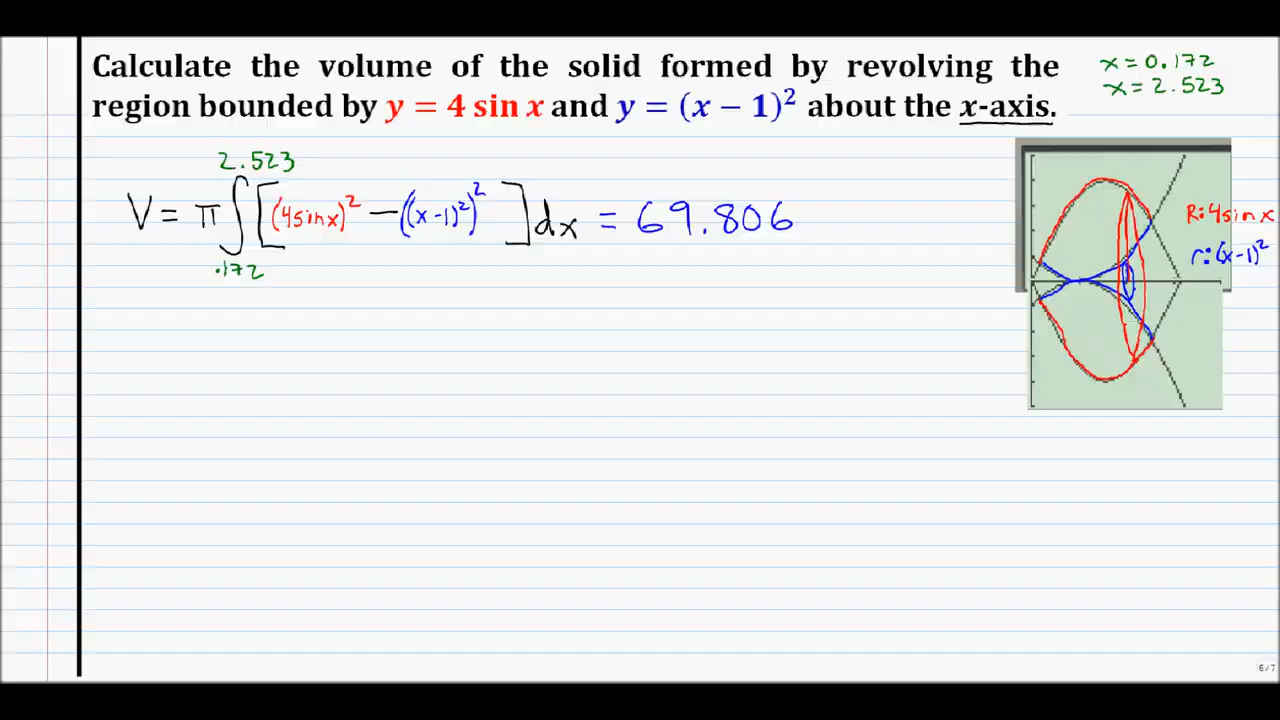 Calculate the volume of the solid formed by revolving the
region bounded by y = 4 sin x and y = (x − 1)² about the x-axis.
x = 0.172
x = 2.523
V = π ∫ .172 2.523 [(4sinx)² − ((x-1)²)²] dx = 69.806
R: 4sinx
r: (x-1)²
6/7